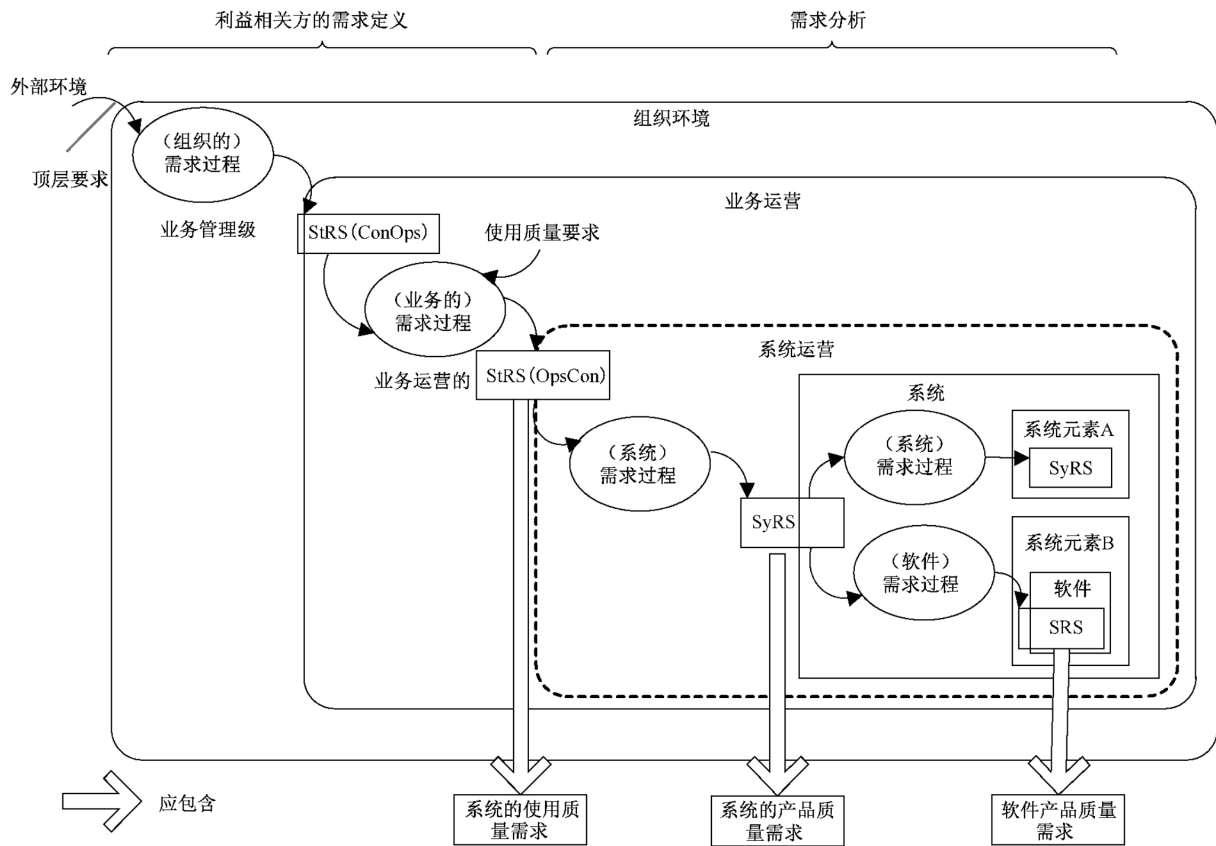 利益相关方的需求定义
需求分析
外部环境
组织环境
（组织的）
需求过程
顶层要求
业务管理级
业务运营
StRS(ConOps)
使用质量要求
（业务的）
需求过程
系统运营
业务运营的
StRS(OpsCon)
系统
（系统）
需求过程
（系统）
需求过程
系统元素A
SyRS
SyRS
（软件）
需求过程
系统元素B
软件
SRS
应包含
系统的使用质
量需求
系统的产品质
量需求
软件产品质量
需求